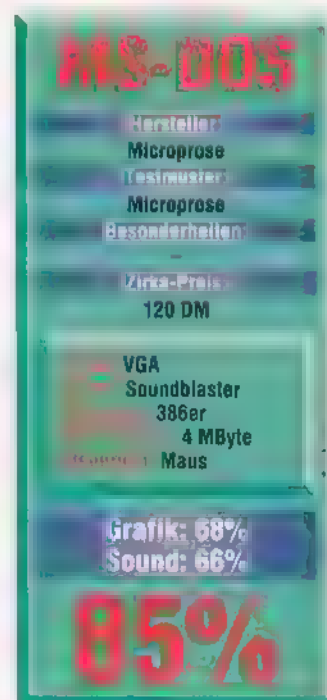 MS-DOS
Hersteller
Microprose
Testmuster
Microprose
Besonderheiten
–
Zirka-Preis
120 DM
VGA
Soundblaster
386er
4 MByte
Maus
Grafik: 68%
Sound: 66%
85%